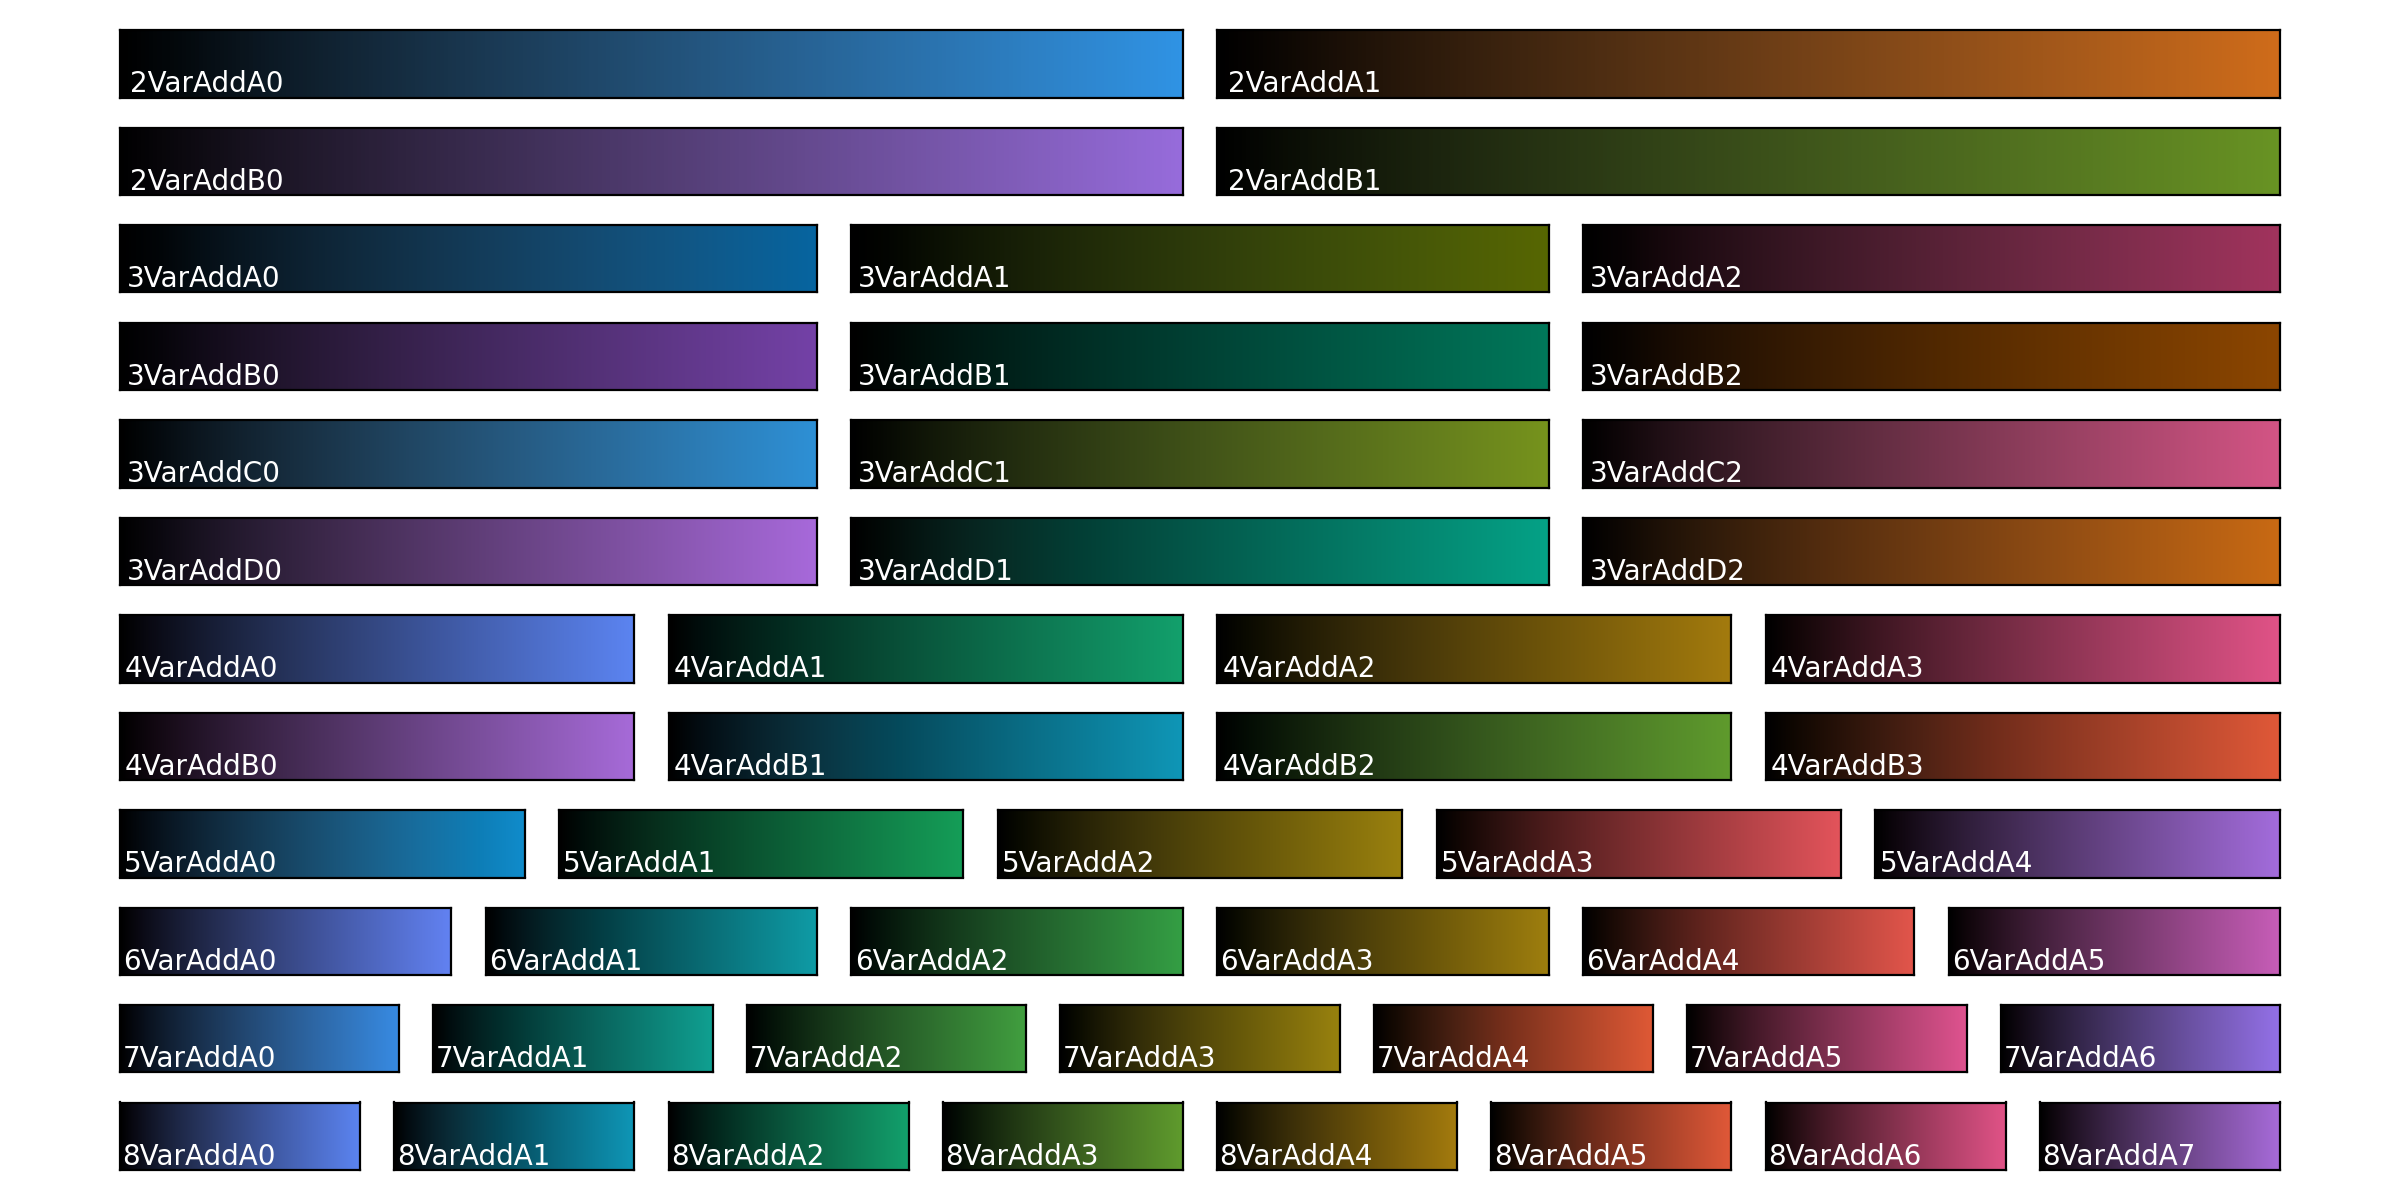 2VarAddA0 2VarAddA1
2VarAddB0 2VarAddB1
3VarAddA0 3VarAddA1 3VarAddA2
3VarAddB0 3VarAddB1 3VarAddB2
3VarAddC0 3VarAddC1 3VarAddC2
3VarAddD0 3VarAddD1 3VarAddD2
4VarAddA0 4VarAddA1 4VarAddA2 4VarAddA3
4VarAddB0 4VarAddB1 4VarAddB2 4VarAddB3
5VarAddA0 5VarAddA1 5VarAddA2 5VarAddA3 5VarAddA4
6VarAddA0 6VarAddA1 6VarAddA2 6VarAddA3 6VarAddA4 6VarAddA5
7VarAddA0 7VarAddA1 7VarAddA2 7VarAddA3 7VarAddA4 7VarAddA5 7VarAddA6
8VarAddA0 8VarAddA1 8VarAddA2 8VarAddA3 8VarAddA4 8VarAddA5 8VarAddA6 8VarAddA7